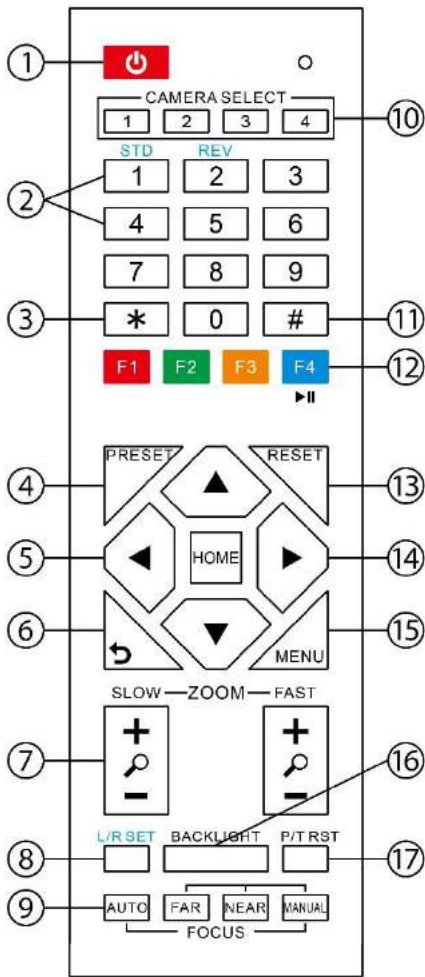 1
CAMERA SELECT
1 2 3 4
10
STD REV
2
1 2 3
4 5 6
7 8 9
3
* 0 #
11
F1 F2 F3 F4
12
PRESET RESET
4
13
5
HOME
14
6
15
MENU
SLOW ZOOM FAST
+ +
7
16
− −
L/R SET BACKLIGHT P/T RST
8
17
9
AUTO FAR NEAR MANUAL
FOCUS